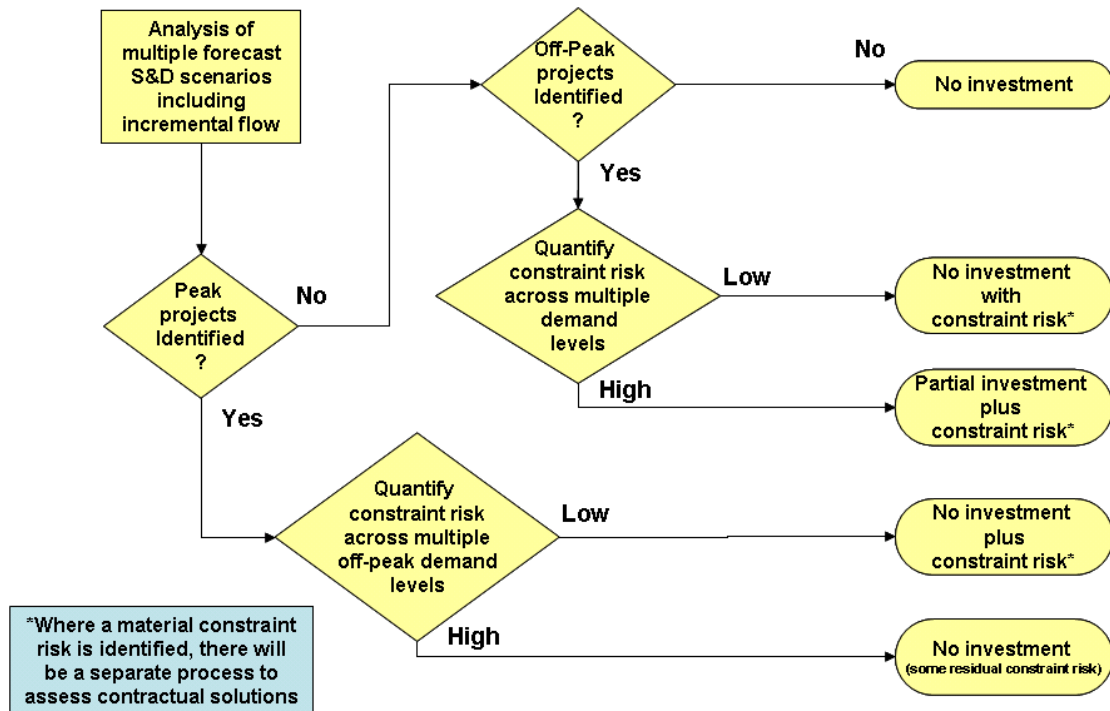 Analysis of
multiple forecast
S&D scenarios
including
incremental flow
Off-Peak
projects
Identified
?
No
No investment
Yes
Peak
projects
Identified
?
No
Quantify
constraint risk
across multiple
demand
levels
Low
No investment
with
constraint risk*
High
Partial investment
plus
constraint risk*
Yes
Quantify
constraint risk
across multiple
off-peak demand
levels
Low
No investment
plus
constraint risk*
High
No investment
(some residual constraint risk)
*Where a material constraint
risk is identified, there will
be a separate process to
assess contractual solutions